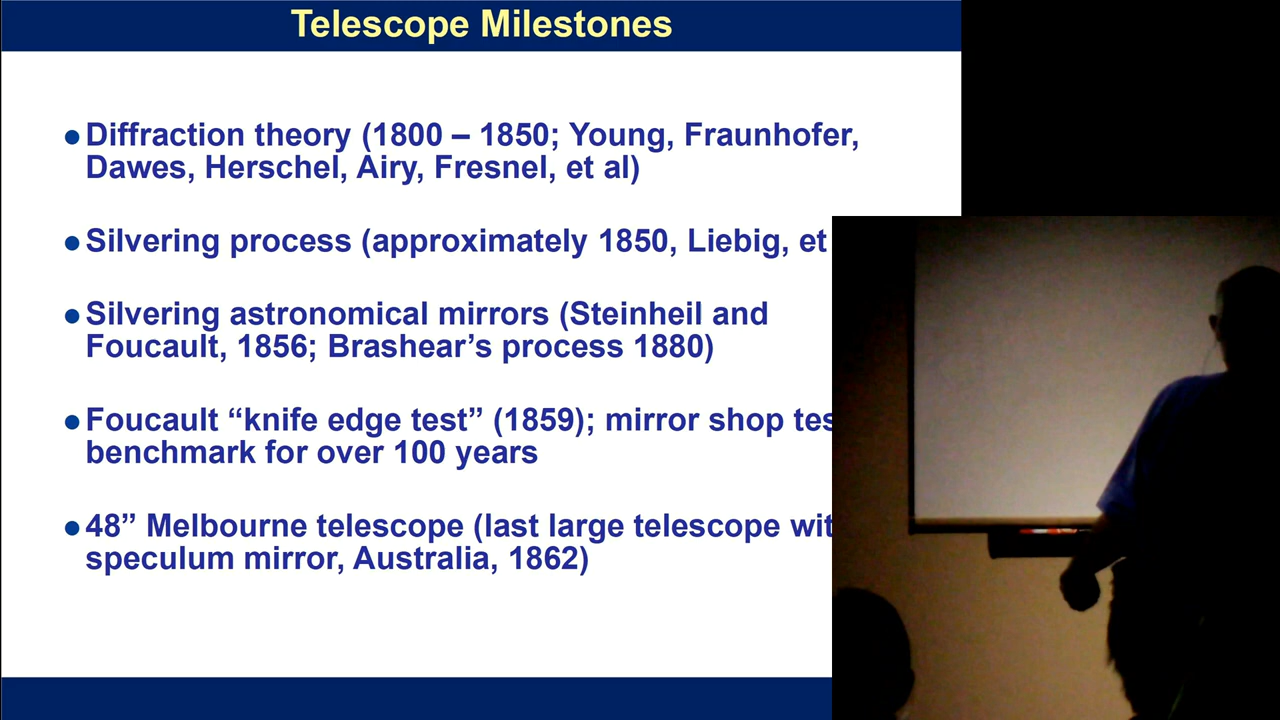 Telescope Milestones
● Diffraction theory (1800 – 1850; Young, Fraunhofer,
Dawes, Herschel, Airy, Fresnel, et al)
● Silvering process (approximately 1850, Liebig, et
● Silvering astronomical mirrors (Steinheil and
Foucault, 1856; Brashear’s process 1880)
● Foucault “knife edge test” (1859); mirror shop tes
benchmark for over 100 years
● 48” Melbourne telescope (last large telescope wit
speculum mirror, Australia, 1862)